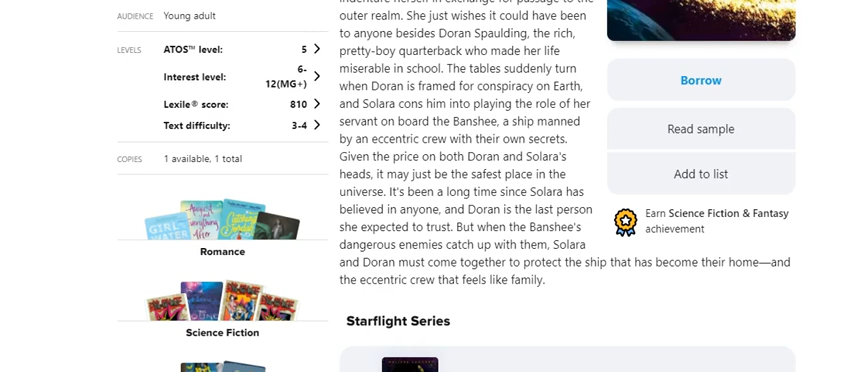 AUDIENCE Young adult
LEVELS ATOS™ level: 5
Interest level: 6-
12(MG+)
Lexile® score: 810
Text difficulty: 3-4
COPIES 1 available, 1 total
Romance
Science Fiction
indenture herself in exchange for passage to the
outer realm. She just wishes it could have been
to anyone besides Doran Spaulding, the rich,
pretty-boy quarterback who made her life
miserable in school. The tables suddenly turn
when Doran is framed for conspiracy on Earth,
and Solara cons him into playing the role of her
servant on board the Banshee, a ship manned
by an eccentric crew with their own secrets.
Given the price on both Doran and Solara's
heads, it may just be the safest place in the
universe. It's been a long time since Solara has
believed in anyone, and Doran is the last person
she expected to trust. But when the Banshee's
dangerous enemies catch up with them, Solara
and Doran must come together to protect the ship that has become their home—and
the eccentric crew that feels like family.
Starflight Series
Borrow
Read sample
Add to list
Earn Science Fiction & Fantasy
achievement